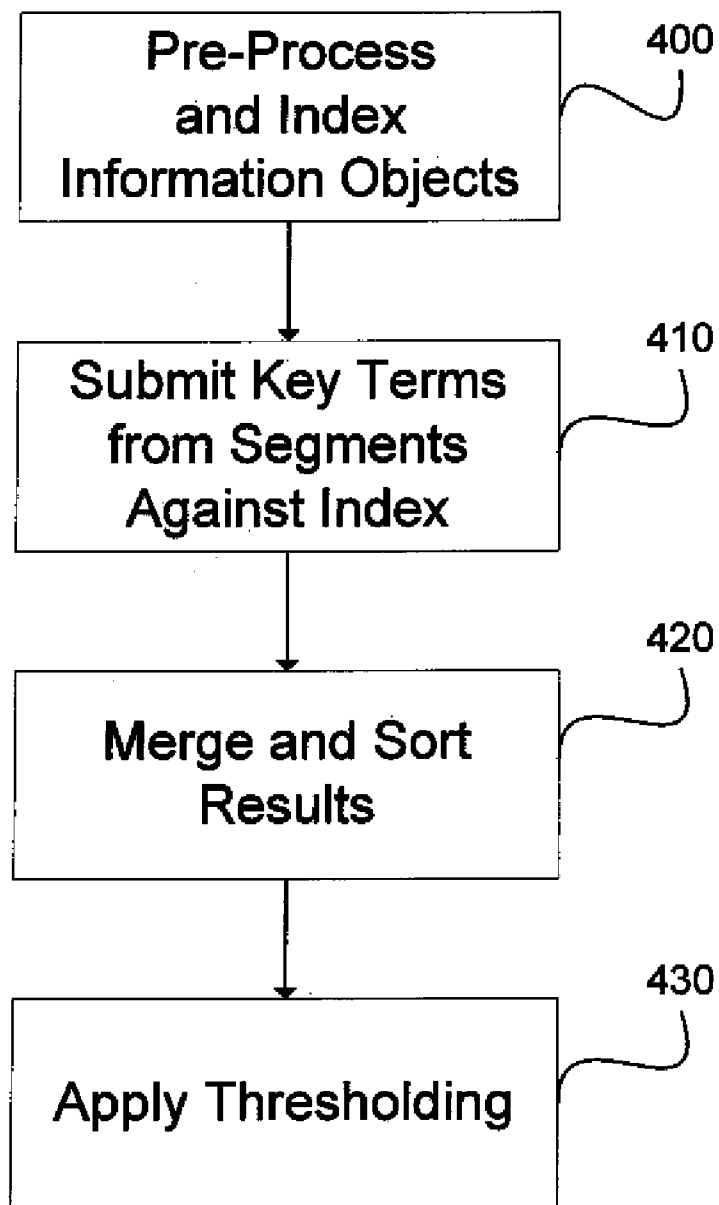 Pre-Process
and Index
Information Objects
400
Submit Key Terms
from Segments
Against Index
410
Merge and Sort
Results
420
Apply Thresholding
430